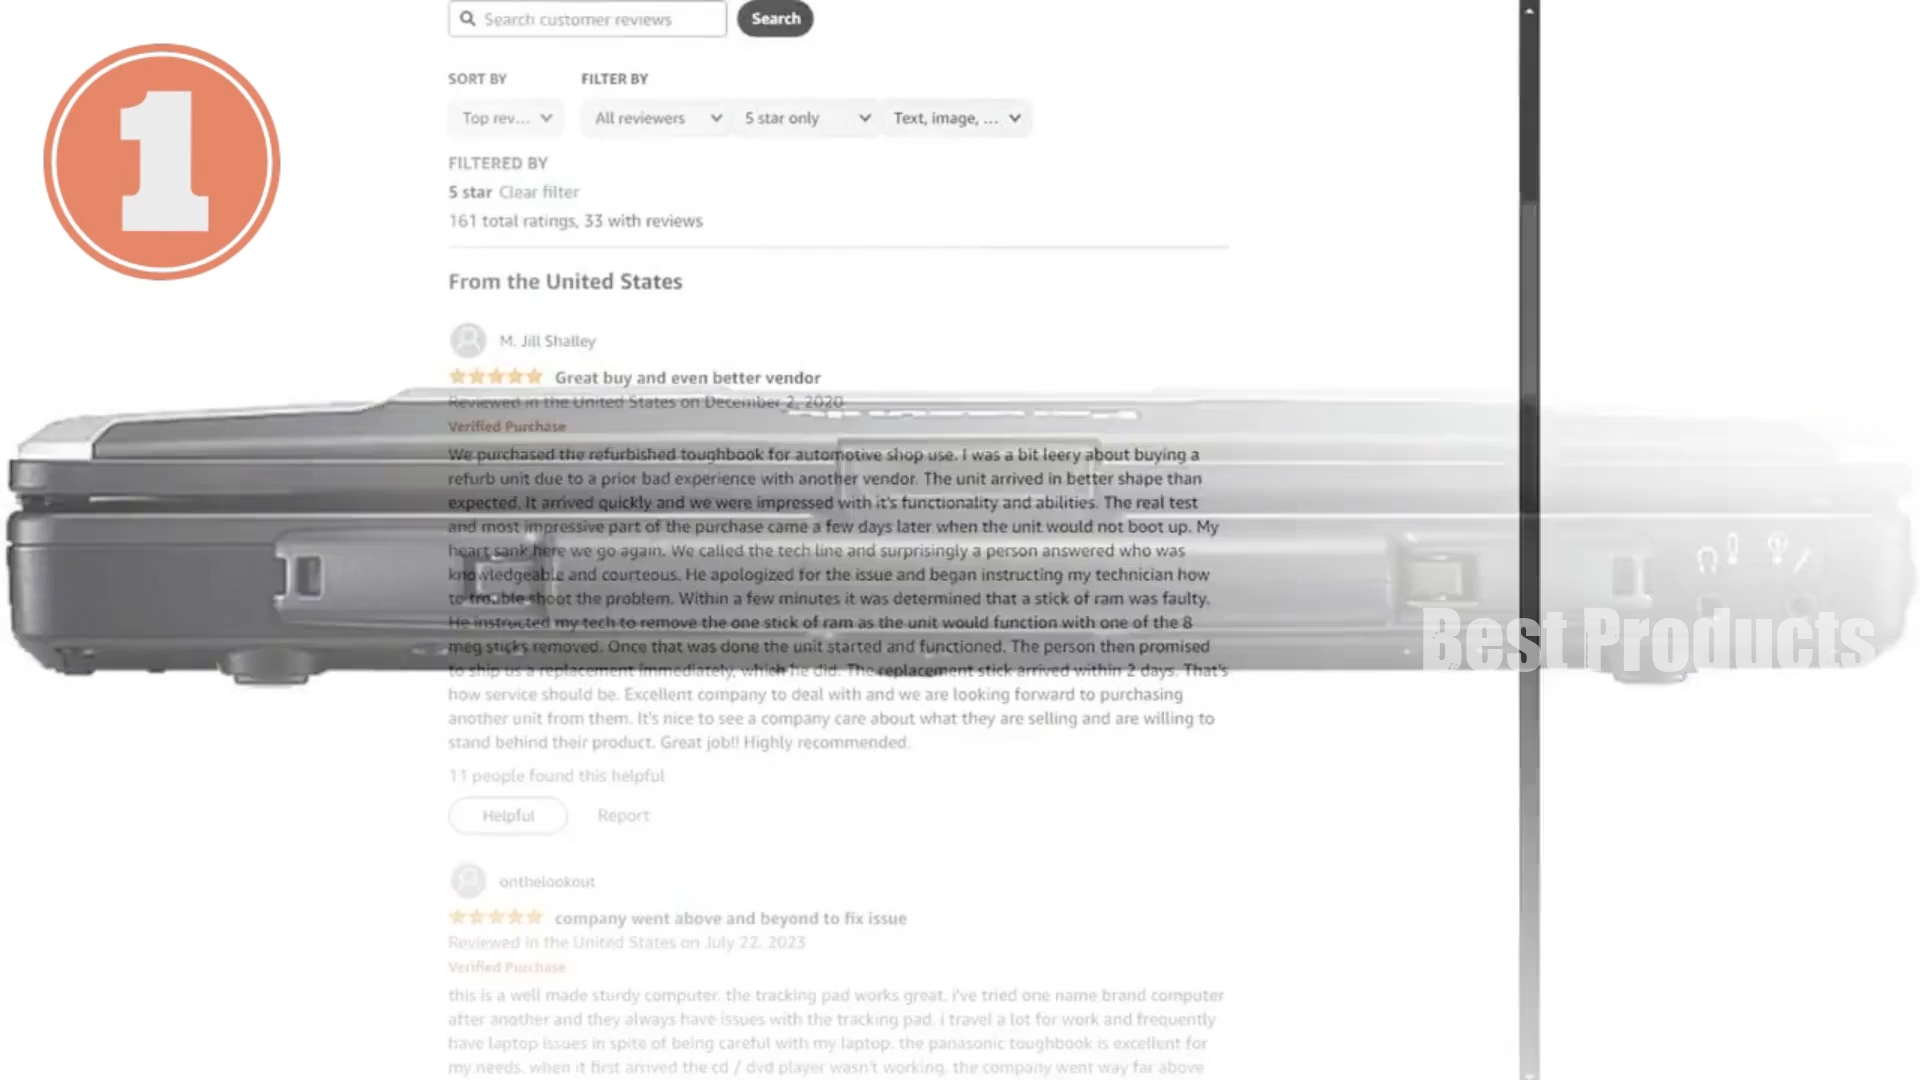 1
Search customer reviews
Search
SORT BY
FILTER BY
Top rev...
All reviewers
5 star only
Text, image, ...
FILTERED BY
5 star Clear filter
161 total ratings, 33 with reviews
From the United States
M. Jill Shalley
Great buy and even better vendor
Reviewed in the United States on December 2, 2020
Verified Purchase
We purchased the refurbished toughbook for automotive shop use. I was a bit leery about buying a
refurb unit due to a prior bad experience with another vendor. The unit arrived in better shape than
expected. It arrived quickly and we were impressed with it's functionality and abilities. The real test
and most impressive part of the purchase came a few days later when the unit would not boot up. My
heart sank here we go again. We called the tech line and surprisingly a person answered who was
knowledgeable and courteous. He apologized for the issue and began instructing my technician how
to trouble shoot the problem. Within a few minutes it was determined that a stick of ram was faulty.
He instructed my tech to remove the one stick of ram as the unit would function with one of the 8
meg sticks removed. Once that was done the unit started and functioned. The person then promised
to ship us a replacement immediately, which he did. The replacement stick arrived within 2 days. That's
how service should be. Excellent company to deal with and we are looking forward to purchasing
another unit from them. It's nice to see a company care about what they are selling and are willing to
stand behind their product. Great job!! Highly recommended.
11 people found this helpful
Helpful
Report
onthelookout
company went above and beyond to fix issue
Reviewed in the United States on July 22, 2023
Verified Purchase
this is a well made sturdy computer. the tracking pad works great. i've tried one name brand computer
after another and they always have issues with the tracking pad. i travel a lot for work and frequently
have laptop issues in spite of being careful with my laptop. the panasonic toughbook is excellent for
my needs. when it first arrived the cd / dvd player wasn't working. the company went way far above
Best Products